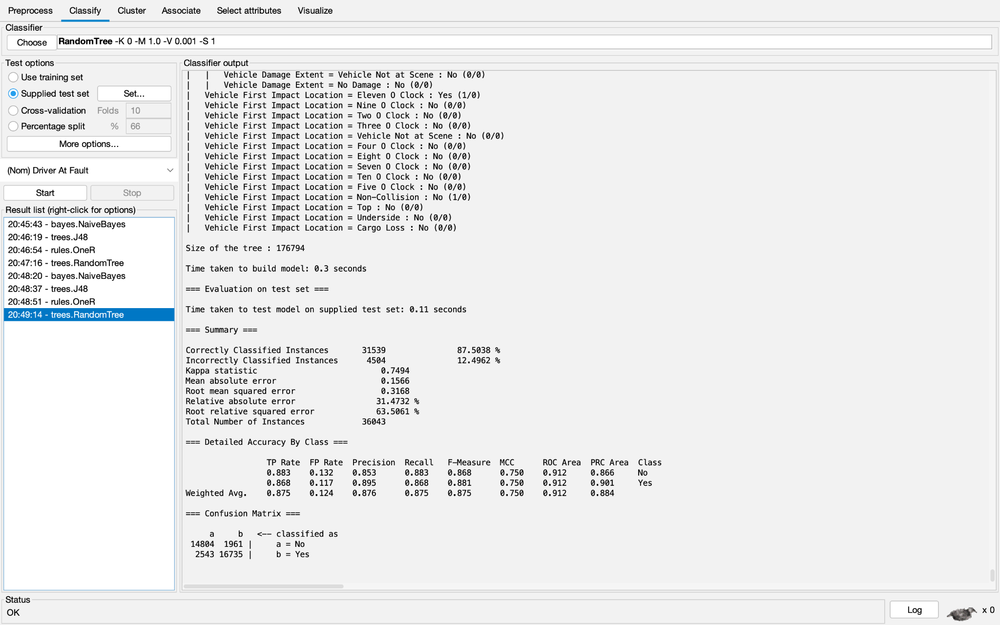 Preprocess Classify Cluster Associate Select attributes Visualize
Classifier
Choose RandomTree -K 0 -M 1.0 -V 0.001 -S 1
Test options
Use training set
Supplied test set Set...
Cross-validation Folds 10
Percentage split % 66
More options...
(Nom) Driver At Fault
Start Stop
Result list (right-click for options)
20:45:43 - bayes.NaiveBayes
20:46:19 - trees.J48
20:46:54 - rules.OneR
20:47:16 - trees.RandomTree
20:48:20 - bayes.NaiveBayes
20:48:37 - trees.J48
20:48:51 - rules.OneR
20:49:14 - trees.RandomTree
Classifier output
| | Vehicle Damage Extent = Vehicle Not at Scene : No (0/0)
| | Vehicle Damage Extent = No Damage : No (0/0)
| Vehicle First Impact Location = Eleven O Clock : Yes (1/0)
| Vehicle First Impact Location = Nine O Clock : No (0/0)
| Vehicle First Impact Location = Two O Clock : No (0/0)
| Vehicle First Impact Location = Three O Clock : No (0/0)
| Vehicle First Impact Location = Vehicle Not at Scene : No (0/0)
| Vehicle First Impact Location = Four O Clock : No (0/0)
| Vehicle First Impact Location = Eight O Clock : No (0/0)
| Vehicle First Impact Location = Seven O Clock : No (0/0)
| Vehicle First Impact Location = Ten O Clock : No (0/0)
| Vehicle First Impact Location = Five O Clock : No (0/0)
| Vehicle First Impact Location = Non-Collision : No (1/0)
| Vehicle First Impact Location = Top : No (0/0)
| Vehicle First Impact Location = Underside : No (0/0)
| Vehicle First Impact Location = Cargo Loss : No (0/0)
Size of the tree : 176794
Time taken to build model: 0.3 seconds
=== Evaluation on test set ===
Time taken to test model on supplied test set: 0.11 seconds
=== Summary ===
Correctly Classified Instances 31539 87.5038 %
Incorrectly Classified Instances 4504 12.4962 %
Kappa statistic 0.7494
Mean absolute error 0.1566
Root mean squared error 0.3168
Relative absolute error 31.4732 %
Root relative squared error 63.5061 %
Total Number of Instances 36043
=== Detailed Accuracy By Class ===
TP Rate FP Rate Precision Recall F-Measure MCC ROC Area PRC Area Class
0.883 0.132 0.853 0.883 0.868 0.750 0.912 0.866 No
0.868 0.117 0.895 0.868 0.881 0.750 0.912 0.901 Yes
Weighted Avg. 0.875 0.124 0.876 0.875 0.875 0.750 0.912 0.884
=== Confusion Matrix ===
a b <-- classified as
14804 1961 | a = No
2543 16735 | b = Yes
Status
OK
Log x 0